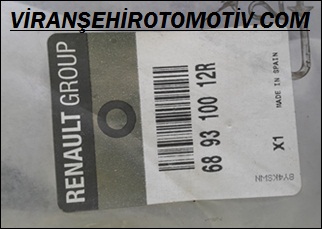 VİRANŞEHİROTOMOTİV.COM
RENAULT GROUP
68 93 100 12R
X1
MADE IN SPAIN